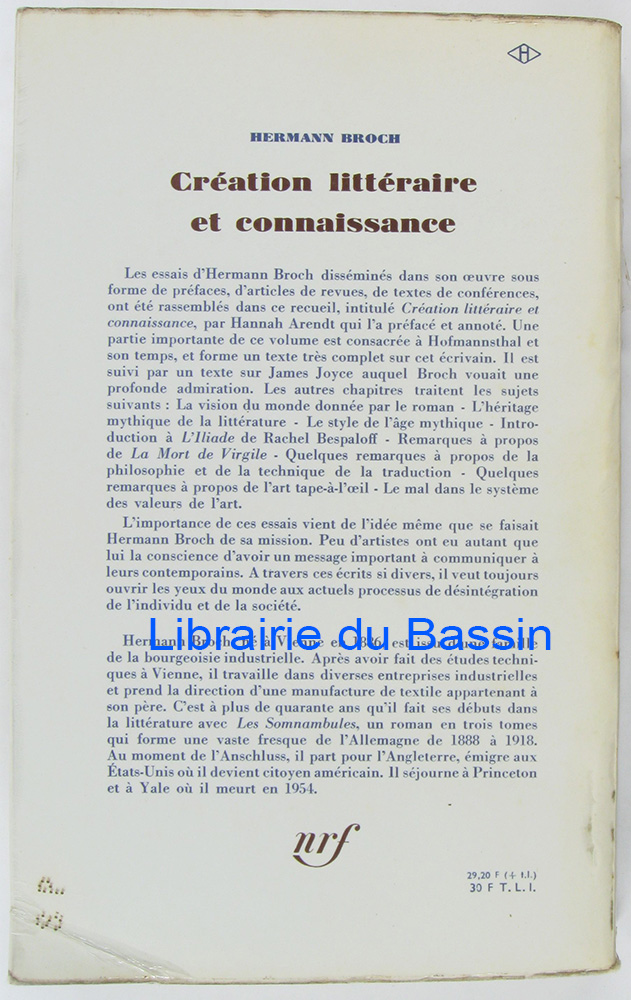 H
HERMANN BROCH
Création littéraire
et connaissance
Les essais d'Hermann Broch disséminés dans son œuvre sous
forme de préfaces, d'articles de revues, de textes de conférences,
ont été rassemblés dans ce recueil, intitulé Création littéraire et
connaissance, par Hannah Arendt qui l'a préfacé et annoté. Une
partie importante de ce volume est consacrée à Hofmannsthal et
son temps, et forme un texte très complet sur cet écrivain. Il est
suivi par un texte sur James Joyce auquel Broch vouait une
profonde admiration. Les autres chapitres traitent les sujets
suivants : La vision du monde donnée par le roman - L'héritage
mythique de la littérature - Le style de l'âge mythique - Intro-
duction à L'Iliade de Rachel Bespaloff - Remarques à propos
de La Mort de Virgile - Quelques remarques à propos de la
philosophie et de la technique de la traduction - Quelques
remarques à propos de l'art tape-à-l'œil - Le mal dans le système
des valeurs de l'art.
L'importance de ces essais vient de l'idée même que se faisait
Hermann Broch de sa mission. Peu d'artistes ont eu autant que
lui la conscience d'avoir un message important à communiquer à
leurs contemporains. A travers ces écrits si divers, il veut toujours
ouvrir les yeux du monde aux actuels processus de désintégration
de l'individu et de la société.
Librairie du Bassin
Hermann Broch, né à Vienne en 1886, est issu d'une famille
de la bourgeoisie industrielle. Après avoir fait des études techni-
ques à Vienne, il travaille dans diverses entreprises industrielles
et prend la direction d'une manufacture de textile appartenant à
son père. C'est à plus de quarante ans qu'il fait ses débuts dans
la littérature avec Les Somnambules, un roman en trois tomes
qui forme une vaste fresque de l'Allemagne de 1888 à 1918.
Au moment de l'Anschluss, il part pour l'Angleterre, émigre aux
États-Unis où il devient citoyen américain. Il séjourne à Princeton
et à Yale où il meurt en 1954.
nrf
29,20 F (+ t.l.)
30 F T.L.I.